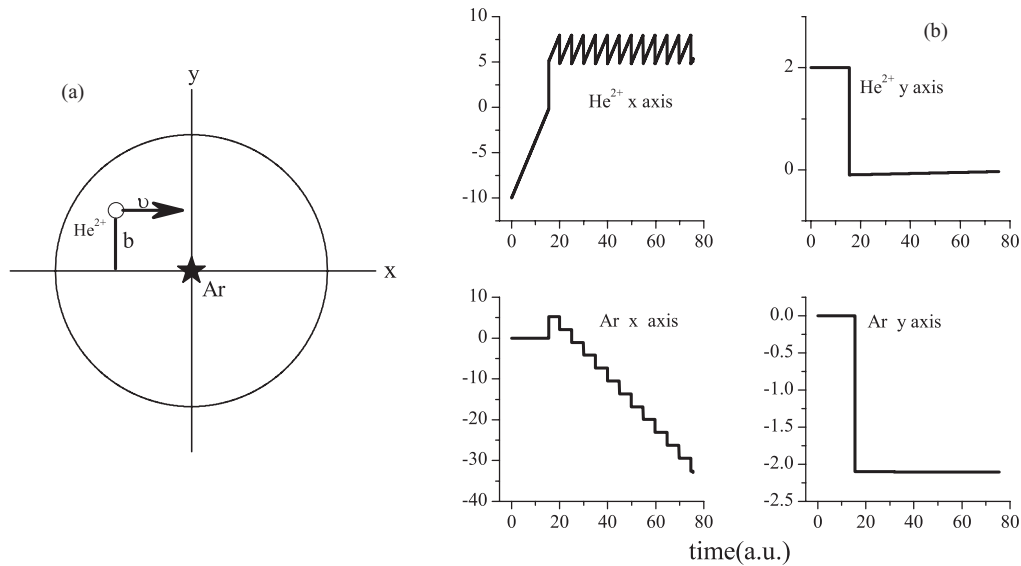 (a)
y
υ
He2+
b
x
Ar
10
5
0
-5
-10
He2+ x axis
0 20 40 60 80
(b)
2
0
He2+ y axis
0 20 40 60 80
10
0
-10
-20
-30
-40
Ar x axis
0 20 40 60 80
0.0
-0.5
-1.0
-1.5
-2.0
-2.5
Ar y axis
0 20 40 60 80
time(a.u.)